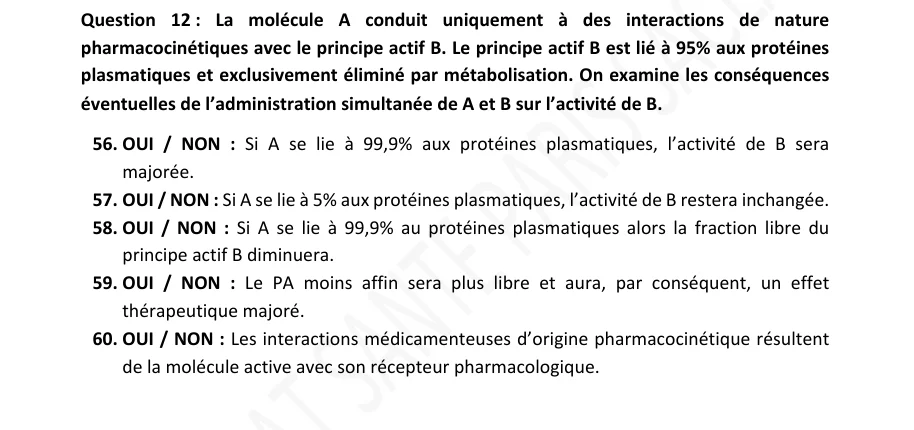 Question 12 : La molécule A conduit uniquement à des interactions de nature
pharmacocinétiques avec le principe actif B. Le principe actif B est lié à 95% aux protéines
plasmatiques et exclusivement éliminé par métabolisation. On examine les conséquences
éventuelles de l’administration simultanée de A et B sur l’activité de B.
56. OUI / NON : Si A se lie à 99,9% aux protéines plasmatiques, l’activité de B sera
majorée.
57. OUI / NON : Si A se lie à 5% aux protéines plasmatiques, l’activité de B restera inchangée.
58. OUI / NON : Si A se lie à 99,9% au protéines plasmatiques alors la fraction libre du
principe actif B diminuera.
59. OUI / NON : Le PA moins affin sera plus libre et aura, par conséquent, un effet
thérapeutique majoré.
60. OUI / NON : Les interactions médicamenteuses d’origine pharmacocinétique résultent
de la molécule active avec son récepteur pharmacologique.